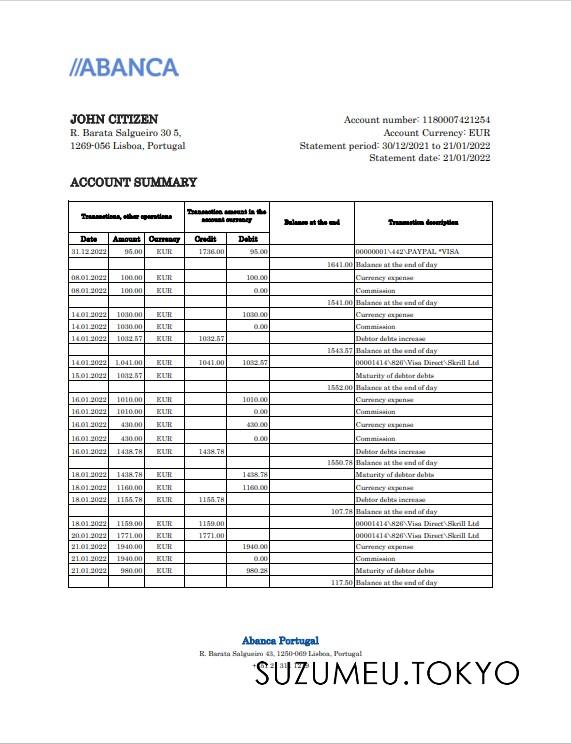 //ABANCA
JOHN CITIZEN
R. Barata Salgueiro 30 5,
1269-056 Lisboa, Portugal
Account number: 1180007421254
Account Currency: EUR
Statement period: 30/12/2021 to 21/01/2022
Statement date: 21/01/2022
ACCOUNT SUMMARY
Transactions, other operations Transaction amount in the account currency Balance at the end Transaction description
Date Amount Currency Credit Debit
31.12.2022 95.00 EUR 1736.00 95.00 00000001\442\PAYPAL *VISA
1641.00 Balance at the end of day
08.01.2022 100.00 EUR 100.00 Currency expense
08.01.2022 100.00 EUR 0.00 Commission
1541.00 Balance at the end of day
14.01.2022 1030.00 EUR 1030.00 Currency expense
14.01.2022 1030.00 EUR 0.00 Commission
14.01.2022 1032.57 EUR 1032.57 Debtor debts increase
1543.57 Balance at the end of day
14.01.2022 1.041.00 EUR 1041.00 1032.57 00001414\826\Visa Direct\Skrill Ltd
15.01.2022 1032.57 EUR Maturity of debtor debts
1552.00 Balance at the end of day
16.01.2022 1010.00 EUR 1010.00 Currency expense
16.01.2022 1010.00 EUR 0.00 Commission
16.01.2022 430.00 EUR 430.00 Currency expense
16.01.2022 430.00 EUR 0.00 Commission
16.01.2022 1438.78 EUR 1438.78 Debtor debts increase
1550.78 Balance at the end of day
18.01.2022 1438.78 EUR 1438.78 Maturity of debtor debts
18.01.2022 1160.00 EUR 1160.00 Currency expense
18.01.2022 1155.78 EUR 1155.78 Debtor debts increase
107.78 Balance at the end of day
18.01.2022 1159.00 EUR 1159.00 00001414\826\Visa Direct\Skrill Ltd
20.01.2022 1771.00 EUR 1771.00 00001414\826\Visa Direct\Skrill Ltd
21.01.2022 1940.00 EUR 1940.00 Currency expense
21.01.2022 1940.00 EUR 0.00 Commission
21.01.2022 980.00 EUR 980.28 Maturity of debtor debts
117.50 Balance at the end of day
Abanca Portugal
R. Barata Salgueiro 43, 1250-069 Lisboa, Portugal
SUZUMEU.TOKYO